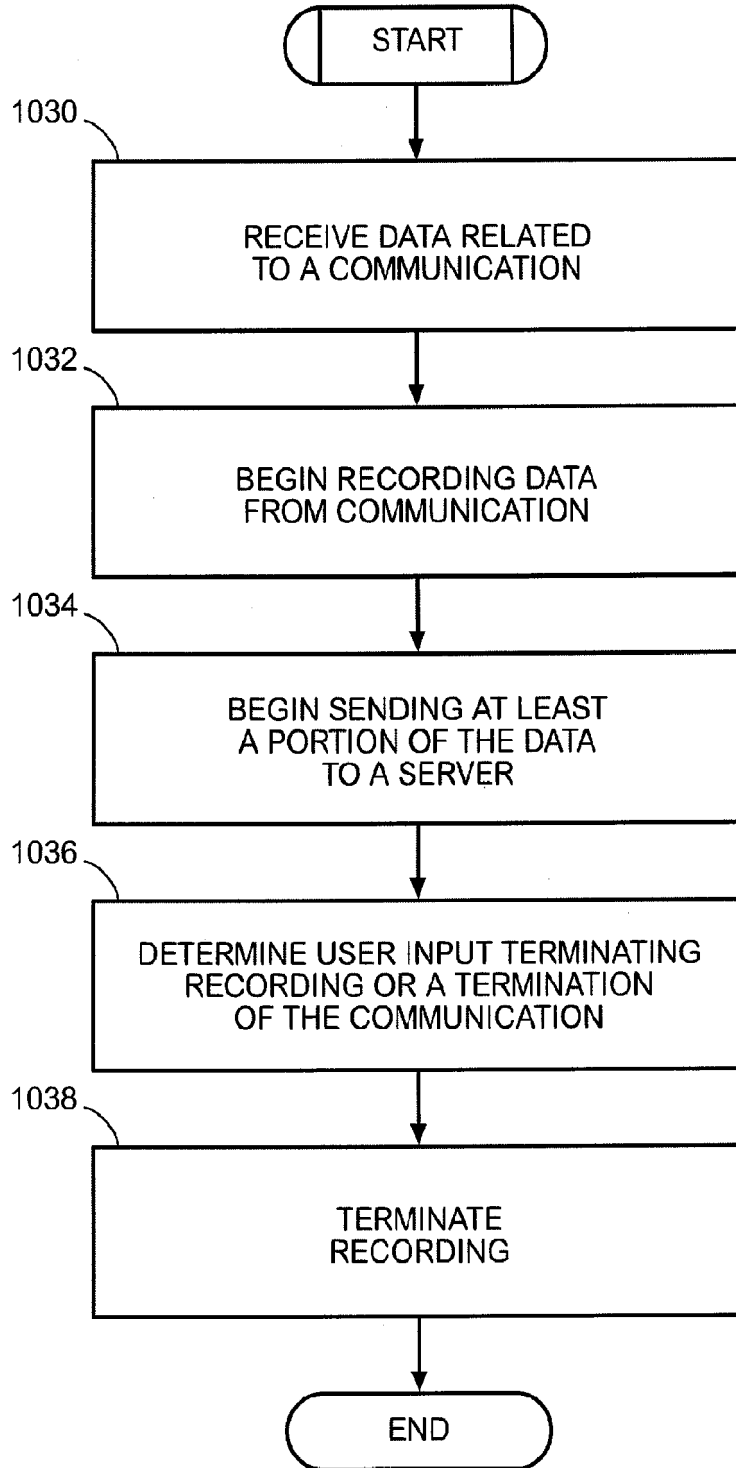 START
1030
RECEIVE DATA RELATED
TO A COMMUNICATION
1032
BEGIN RECORDING DATA
FROM COMMUNICATION
1034
BEGIN SENDING AT LEAST
A PORTION OF THE DATA
TO A SERVER
1036
DETERMINE USER INPUT TERMINATING
RECORDING OR A TERMINATION
OF THE COMMUNICATION
1038
TERMINATE
RECORDING
END